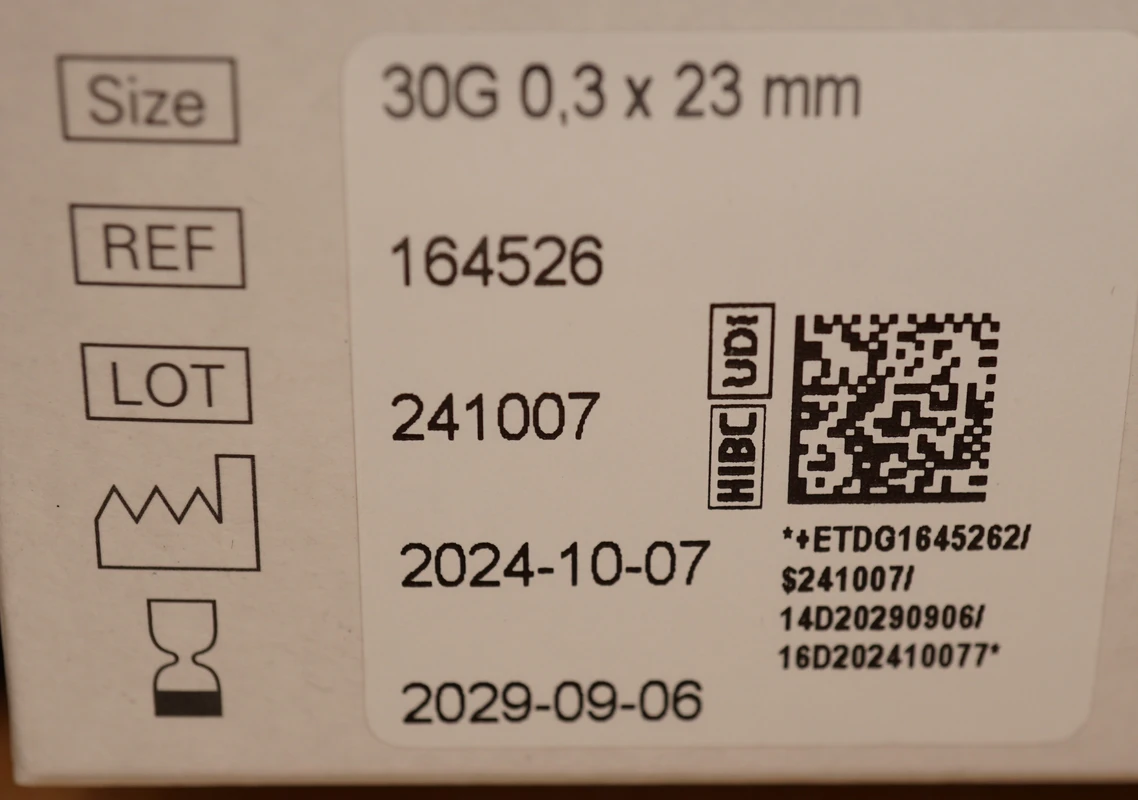 Size 30G 0,3 x 23 mm
REF 164526
LOT 241007
UDI
HIBC
2024-10-07
2029-09-06
*+ETDG1645262/
$241007/
14D20290906/
16D202410077*